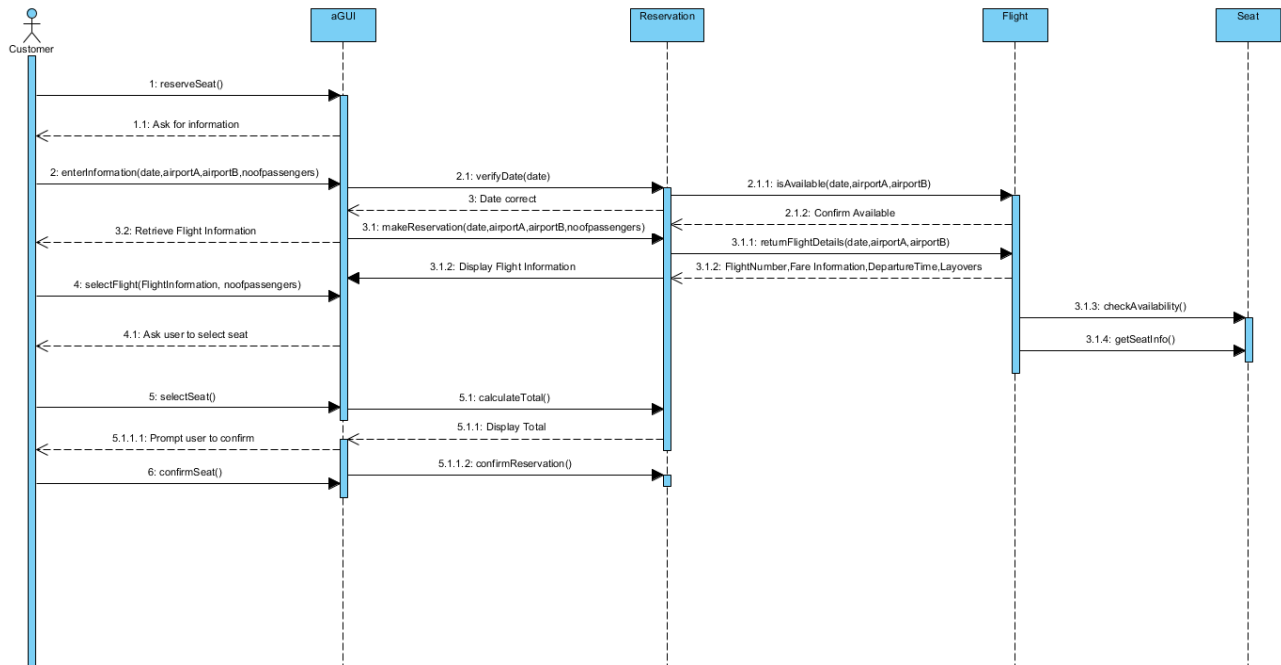 Customer
aGUI
Reservation
Flight
Seat
1: reserveSeat()
1.1: Ask for information
2: enterInformation(date,airportA,airportB,noofpassengers)
2.1: verifyDate(date)
2.1.1: isAvailable(date,airportA,airportB)
3: Date correct
2.1.2: Confirm Available
3.2: Retrieve Flight Information
3.1: makeReservation(date,airportA,airportB,noofpassengers)
3.1.1: returnFlightDetails(date,airportA,airportB)
3.1.2: Display Flight Information
3.1.2: FlightNumber,Fare Information,DepartureTime,Layovers
4: selectFlight(FlightInformation, noofpassengers)
3.1.3: checkAvailability()
4.1: Ask user to select seat
3.1.4: getSeatInfo()
5: selectSeat()
5.1: calculateTotal()
5.1.1: Display Total
5.1.1.1: Prompt user to confirm
5.1.1.2: confirmReservation()
6: confirmSeat()